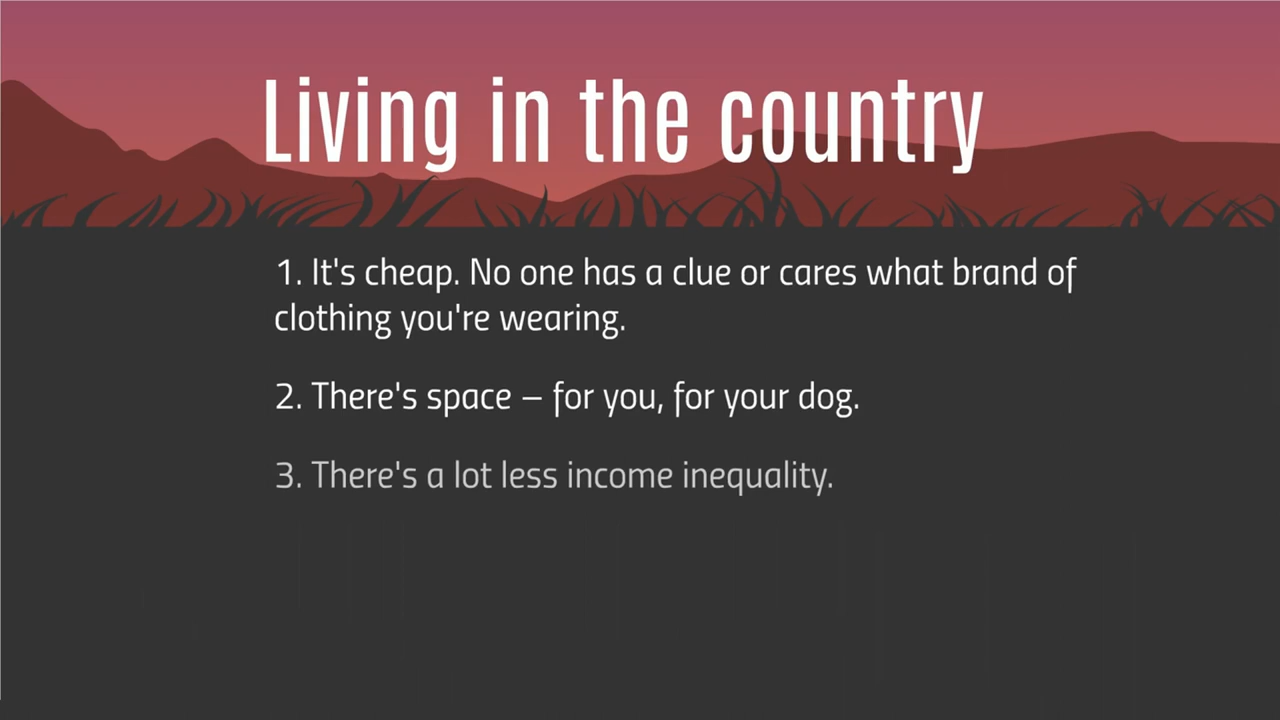 Living in the country
1. It's cheap. No one has a clue or cares what brand of
clothing you're wearing.
2. There's space – for you, for your dog.
3. There's a lot less income inequality.